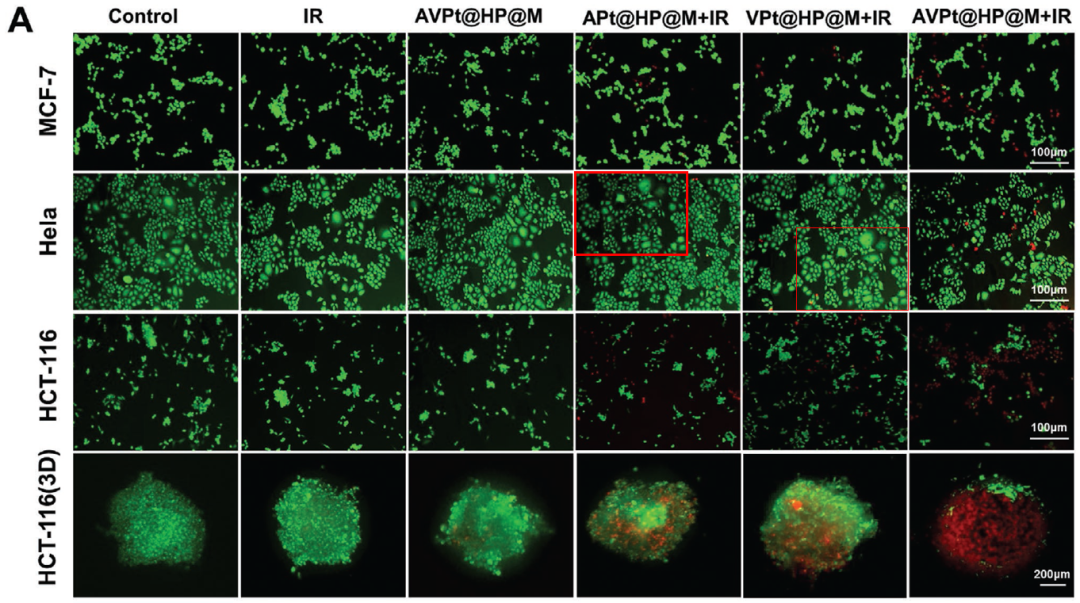 A
Control IR AVPt@HP@M APt@HP@M+IR VPt@HP@M+IR AVPt@HP@M+IR
MCF-7
100μm
Hela
100μm
HCT-116
100μm
HCT-116(3D)
200μm